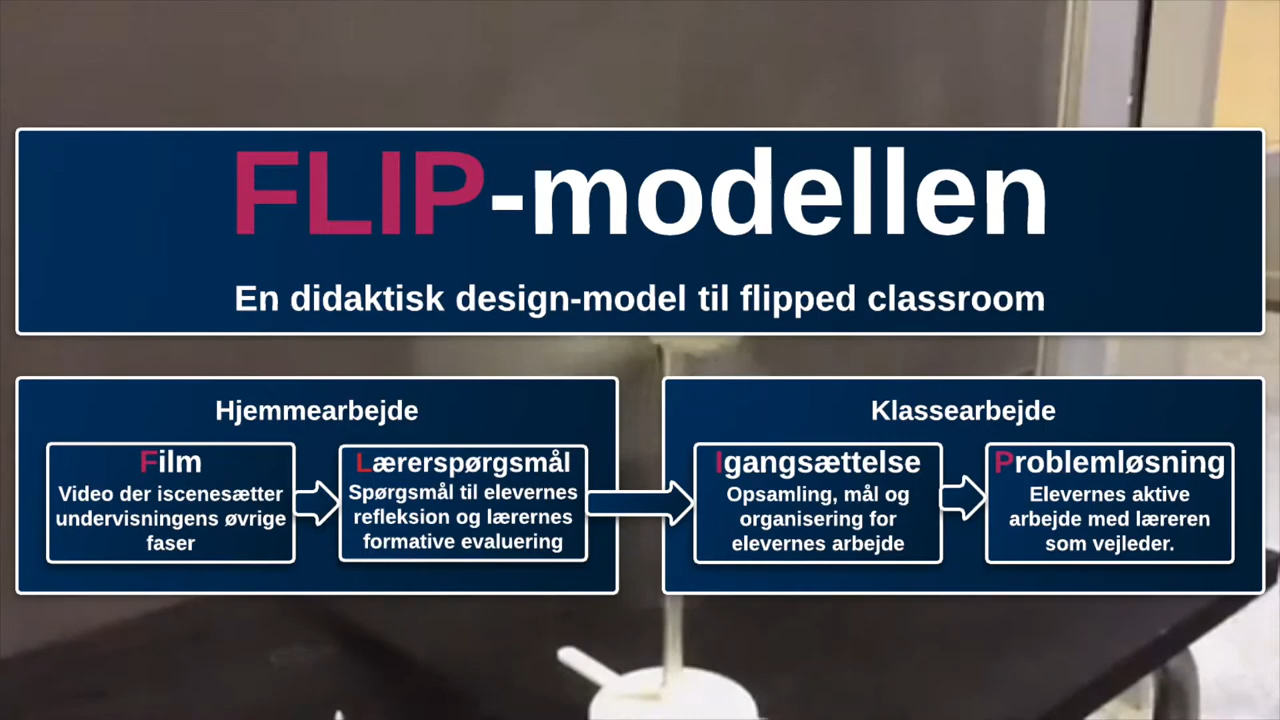 FLIP-modellen
En didaktisk design-model til flipped classroom
Hjemmearbejde
Film
Video der iscenesætter
undervisningens øvrige
faser
Lærerspørgsmål
Spørgsmål til elevernes
refleksion og lærernes
formative evaluering
Klassearbejde
Igangsættelse
Opsamling, mål og
organisering for
elevernes arbejde
Problemløsning
Elevernes aktive
arbejde med læreren
som vejleder.